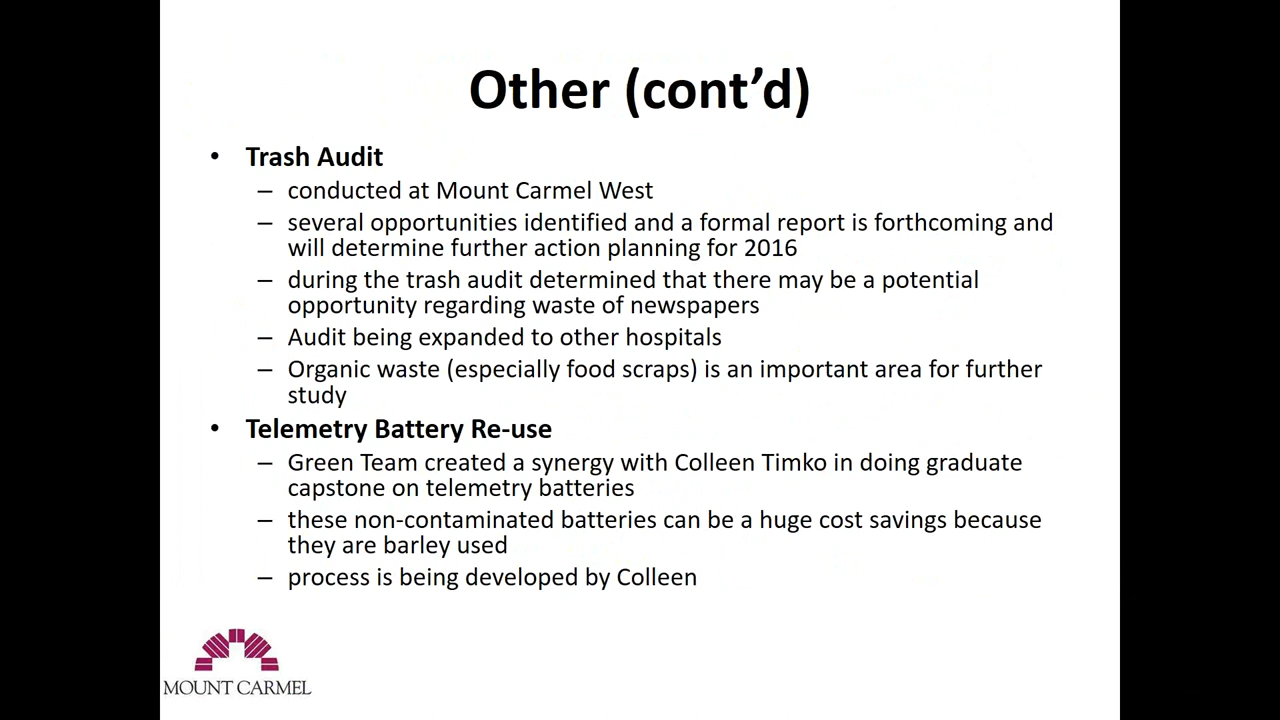 Other (cont’d)
• Trash Audit
– conducted at Mount Carmel West
– several opportunities identified and a formal report is forthcoming and
will determine further action planning for 2016
– during the trash audit determined that there may be a potential
opportunity regarding waste of newspapers
– Audit being expanded to other hospitals
– Organic waste (especially food scraps) is an important area for further
study
• Telemetry Battery Re-use
– Green Team created a synergy with Colleen Timko in doing graduate
capstone on telemetry batteries
– these non-contaminated batteries can be a huge cost savings because
they are barley used
– process is being developed by Colleen
MOUNT CARMEL